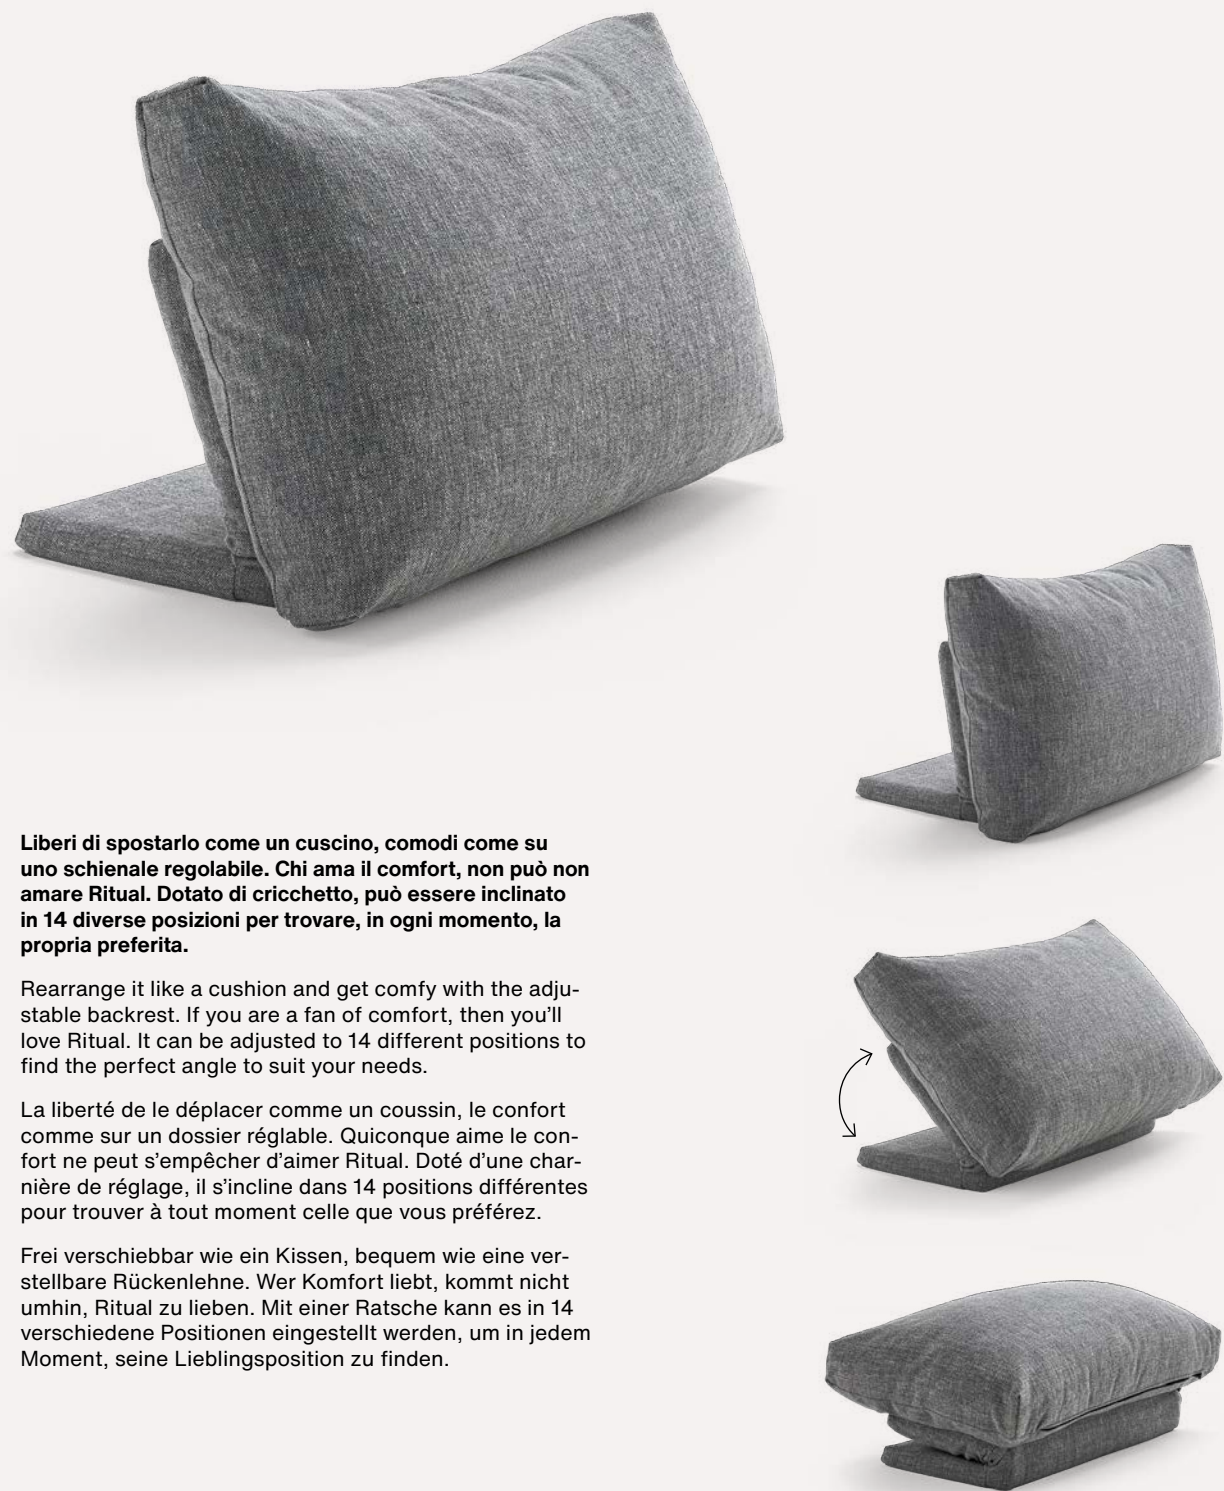 Liberi di spostarlo come un cuscino, comodi come su
uno schienale regolabile. Chi ama il comfort, non può non
amare Ritual. Dotato di cricchetto, può essere inclinato
in 14 diverse posizioni per trovare, in ogni momento, la
propria preferita.
Rearrange it like a cushion and get comfy with the adju-
stable backrest. If you are a fan of comfort, then you'll
love Ritual. It can be adjusted to 14 different positions to
find the perfect angle to suit your needs.
La liberté de le déplacer comme un coussin, le confort
comme sur un dossier réglable. Quiconque aime le con-
fort ne peut s'empêcher d'aimer Ritual. Doté d'une char-
nière de réglage, il s'incline dans 14 positions différentes
pour trouver à tout moment celle que vous préférez.
Frei verschiebbar wie ein Kissen, bequem wie eine ver-
stellbare Rückenlehne. Wer Komfort liebt, kommt nicht
umhin, Ritual zu lieben. Mit einer Ratsche kann es in 14
verschiedene Positionen eingestellt werden, um in jedem
Moment, seine Lieblingsposition zu finden.